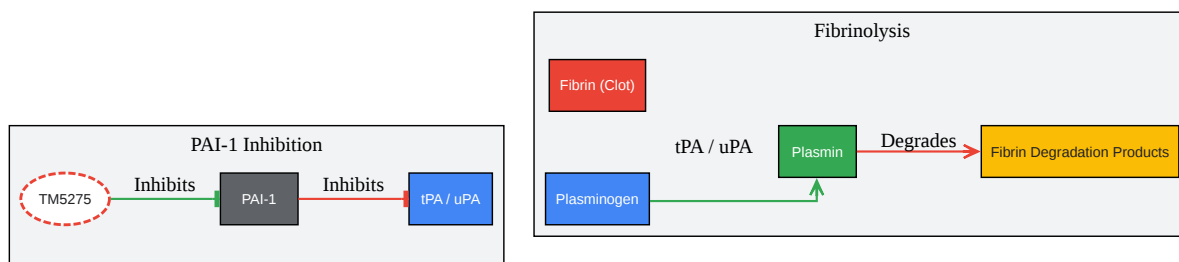 PAI-1 Inhibition
TM5275
Inhibits
PAI-1
Inhibits
tPA / uPA
Fibrinolysis
Fibrin (Clot)
tPA / uPA
Plasmin
Degrades
Fibrin Degradation Products
Plasminogen